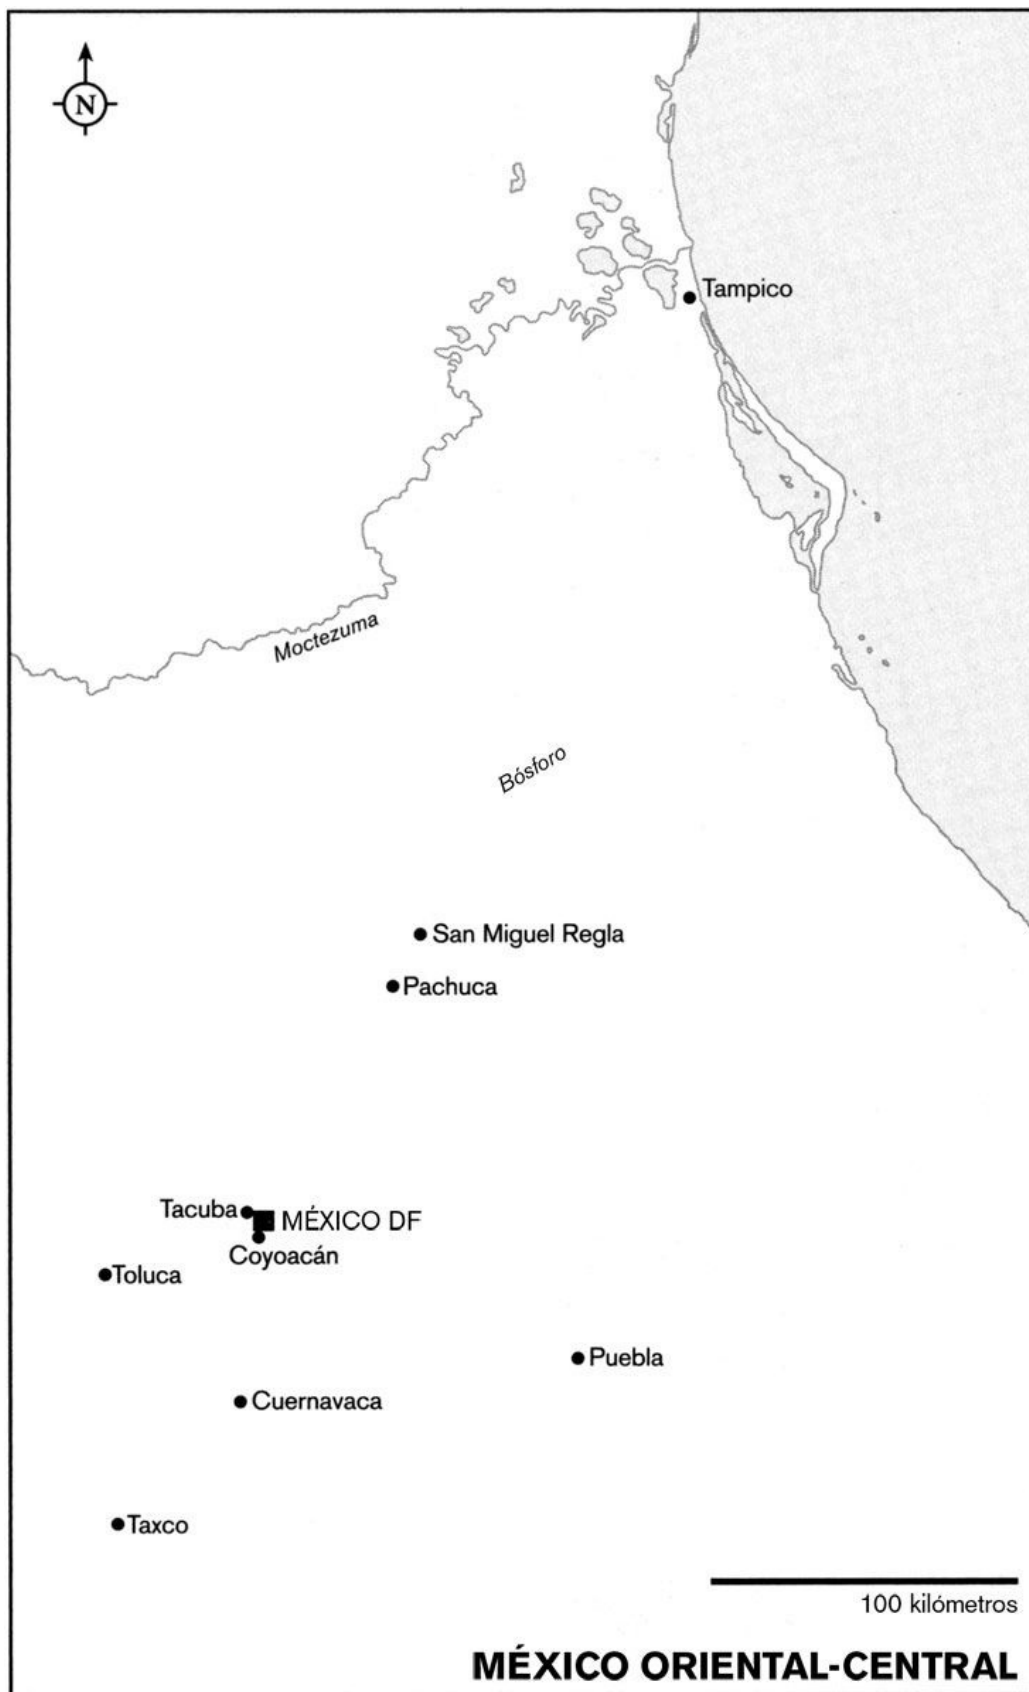 N
Tampico
Moctezuma
Bósforo
San Miguel Regla
Pachuca
Tacuba
MÉXICO DF
Coyoacán
Toluca
Puebla
Cuernavaca
Taxco
100 kilómetros
MÉXICO ORIENTAL-CENTRAL